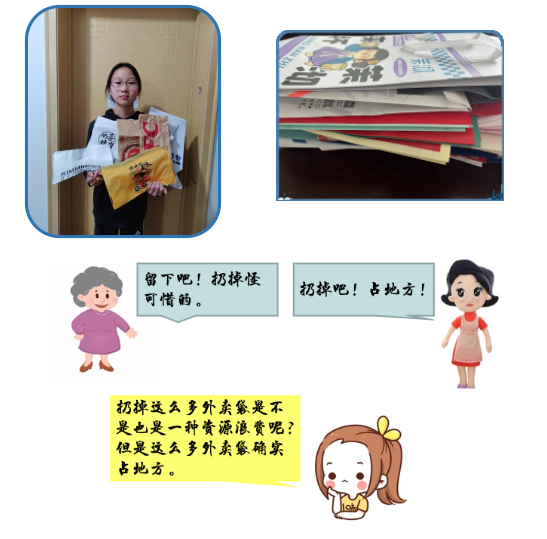 留下吧！扔掉怪
可惜的。
扔掉吧！占地方！
扔掉这么多外卖袋是不
是也是一种资源浪费呢？
但是这么多外卖袋确实
占地方。